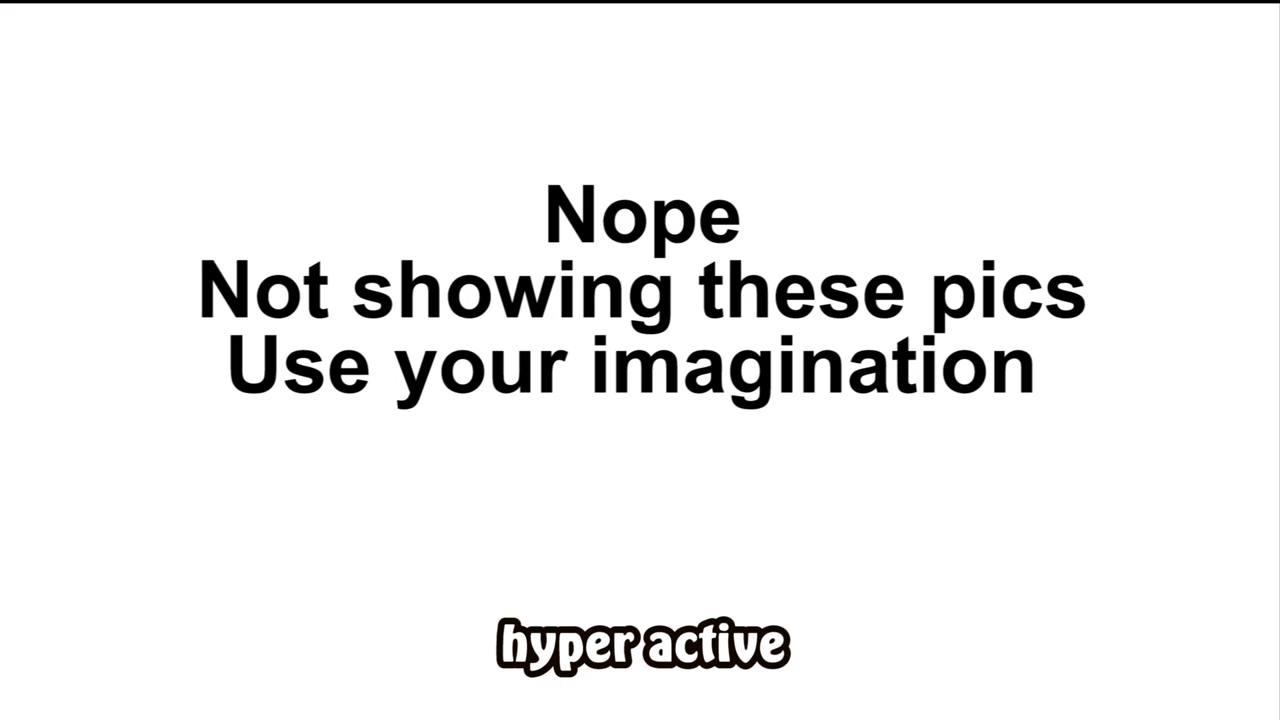 Nope
Not showing these pics
Use your imagination
hyper active